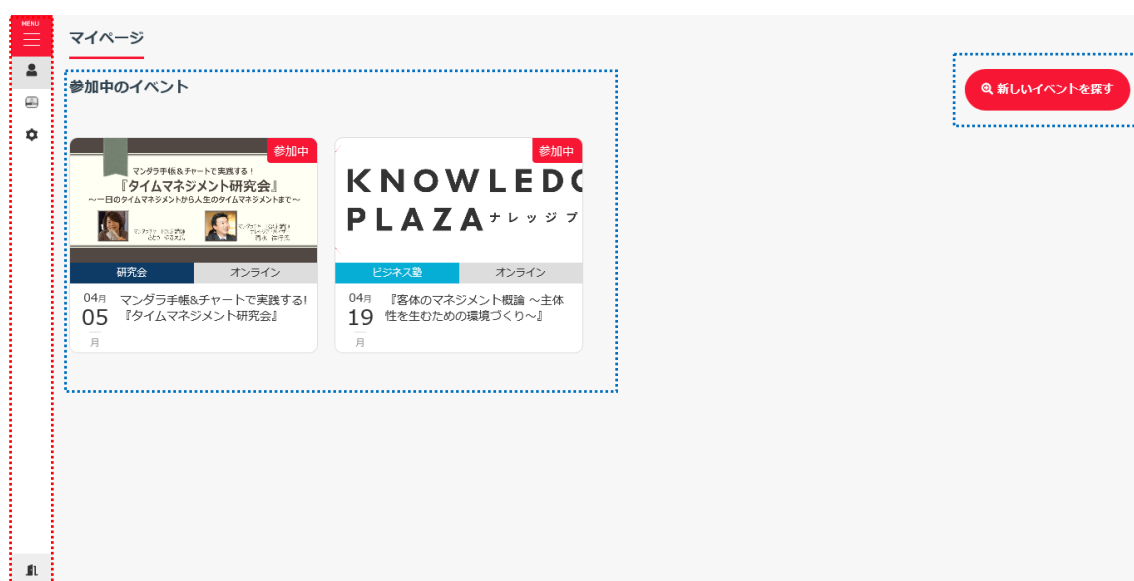 MENU
マイページ
参加中のイベント
新しいイベントを探す
参加中
マンダラ手帳&チャートで実践する!
『タイムマネジメント研究会』
～一日のタイムマネジメントから人生のタイムマネジメントまで～
研究会
オンライン
04月
05
月
マンダラ手帳&チャートで実践する!
『タイムマネジメント研究会』
参加中
KNOWLEDG
PLAZA ナレッジプ
ビジネス塾
オンライン
04月
19
月
『客体のマネジメント概論 ～主体
性を生むための環境づくり～』